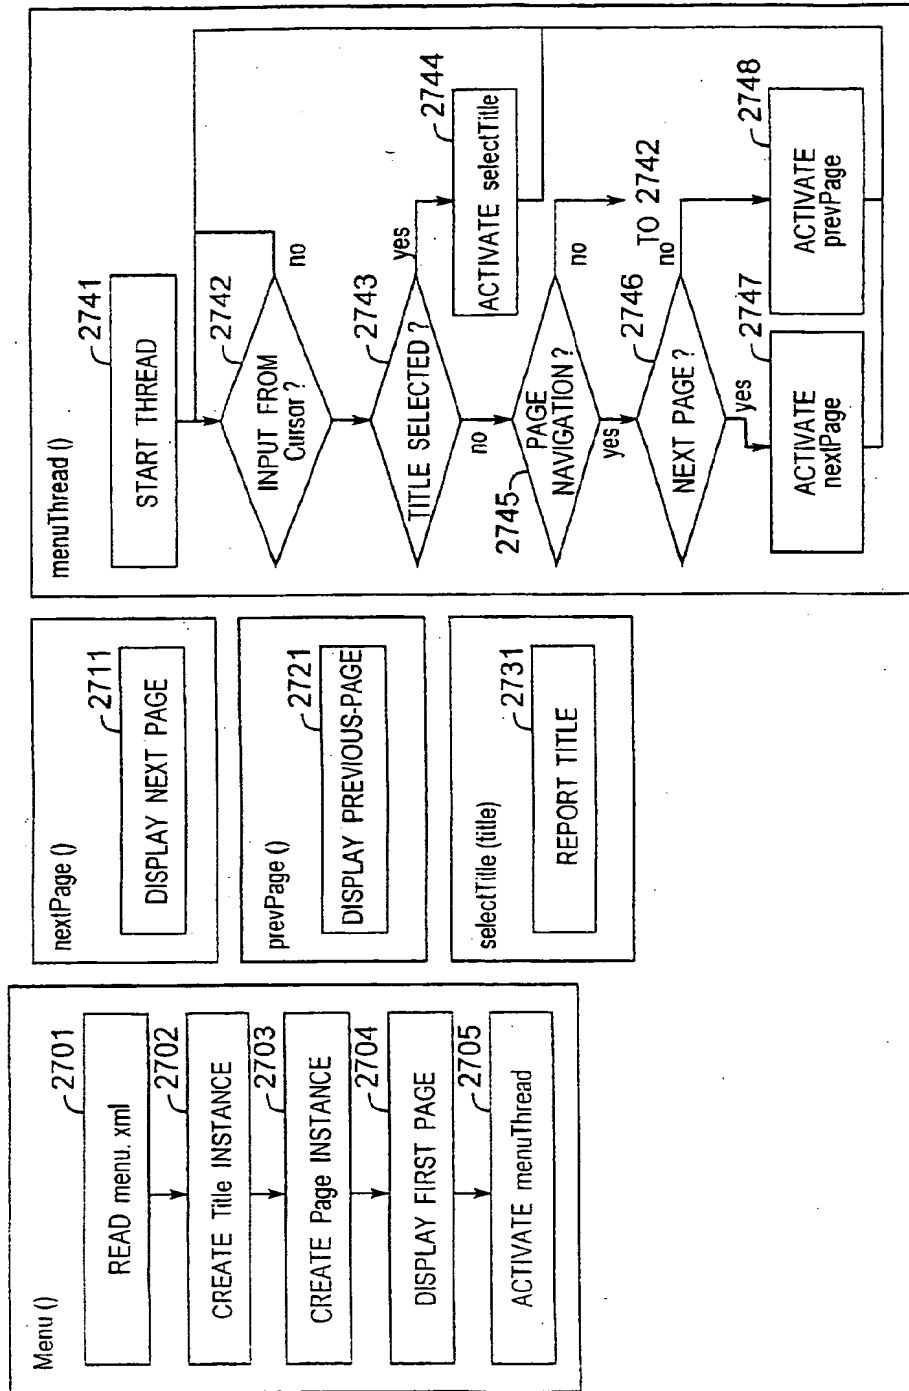 Menu ()
2701
READ menu. xml
2702
CREATE Title INSTANCE
2703
CREATE Page INSTANCE
2704
DISPLAY FIRST PAGE
2705
ACTIVATE menuThread
nextPage ()
2711
DISPLAY NEXT PAGE
prevPage ()
2721
DISPLAY PREVIOUS-PAGE
selectTitle (title)
2731
REPORT TITLE
menuThread ()
2741
START THREAD
2742
INPUT FROM
Cursor ?
no
2743
TITLE SELECTED ?
yes
2744
ACTIVATE selectTitle
no
2745
PAGE
NAVIGATION ?
no
TO 2742
yes
2746
NEXT PAGE ?
no
yes
2747
ACTIVATE
nextPage
2748
ACTIVATE
prevPage